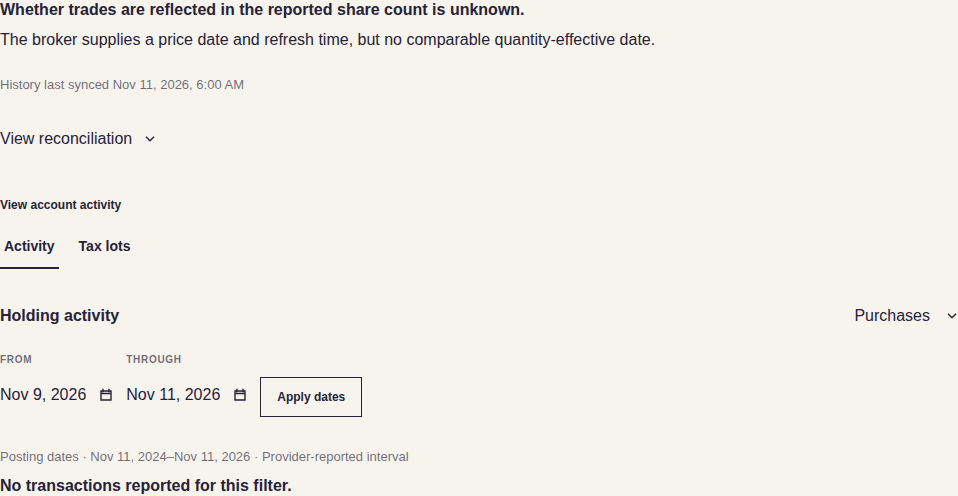 Whether trades are reflected in the reported share count is unknown.
The broker supplies a price date and refresh time, but no comparable quantity-effective date.
History last synced Nov 11, 2026, 6:00 AM
View reconciliation
View account activity
Activity Tax lots
Holding activity Purchases
FROM THROUGH
Nov 9, 2026 Nov 11, 2026 Apply dates
Posting dates · Nov 11, 2024–Nov 11, 2026 · Provider-reported interval
No transactions reported for this filter.